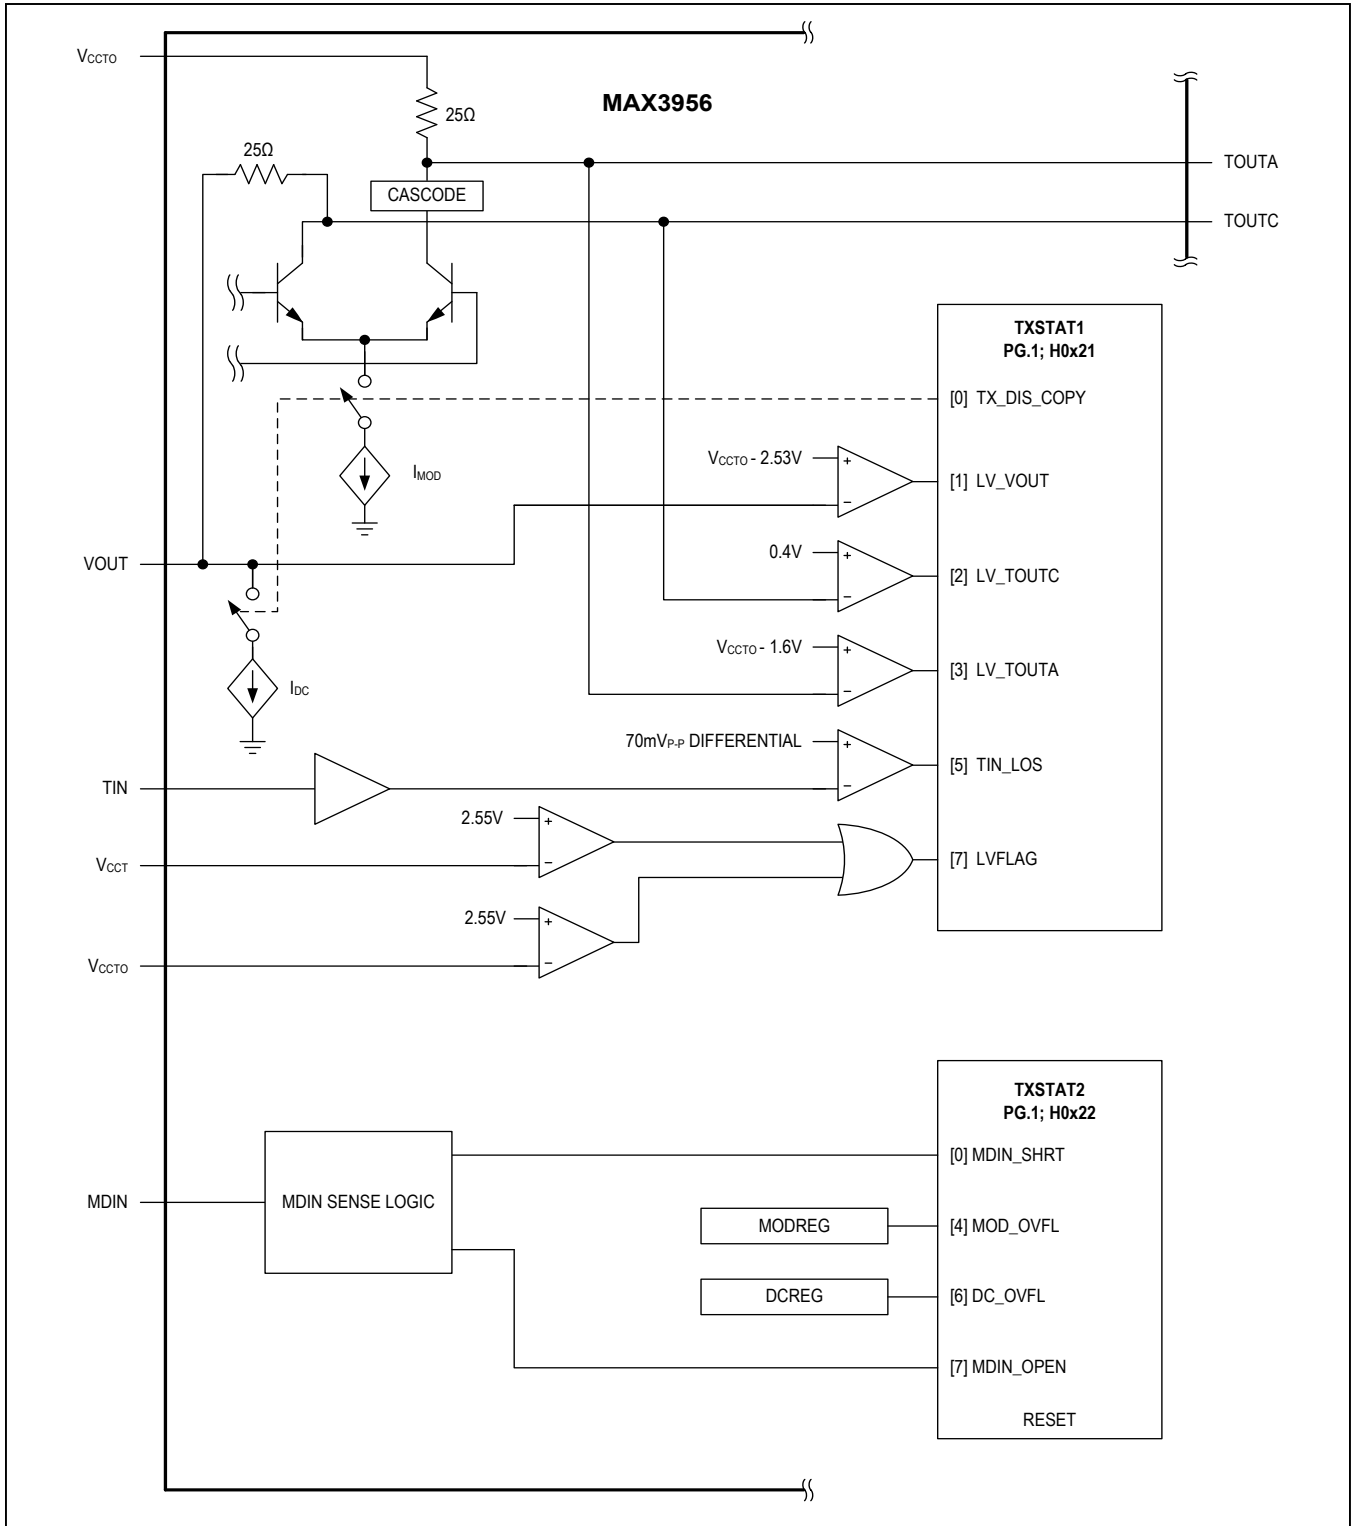 VCCTO
MAX3956
25Ω
25Ω
TOUTA
CASCODE
TOUTC
TXSTAT1
PG.1; H0x21
[0] TX_DIS_COPY
VCCTO - 2.53V
+
−
[1] LV_VOUT
IMOD
VOUT
0.4V
+
−
[2] LV_TOUTC
VCCTO - 1.6V
+
−
[3] LV_TOUTA
IDC
70mVP-P DIFFERENTIAL
+
−
[5] TIN_LOS
TIN
2.55V
+
−
VCCT
[7] LVFLAG
2.55V
+
−
VCCTO
TXSTAT2
PG.1; H0x22
[0] MDIN_SHRT
MDIN
MDIN SENSE LOGIC
MODREG
[4] MOD_OVFL
DCREG
[6] DC_OVFL
[7] MDIN_OPEN
RESET